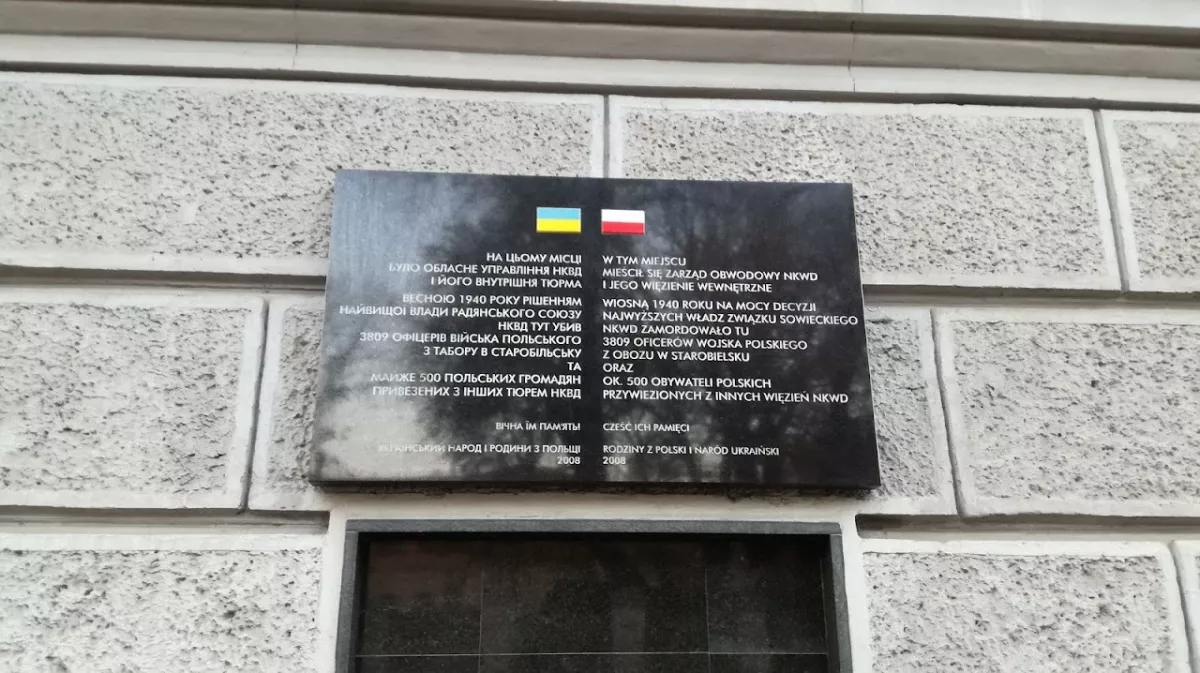 НА ЦЬОМУ МІСЦІ
БУЛО ОБЛАСНЕ УПРАВЛІННЯ НКВД
І ЙОГО ВНУТРІШНЯ ТЮРМА
ВЕСНОЮ 1940 РОКУ РІШЕННЯМ
НАЙВИЩОЇ ВЛАДИ РАДЯНСЬКОГО СОЮЗУ
НКВД ТУТ УБИВ
3809 ОФІЦЕРІВ ВІЙСЬКА ПОЛЬСЬКОГО
З ТАБОРУ В СТАРОБІЛЬСЬКУ
ТА
МАЙЖЕ 500 ПОЛЬСЬКИХ ГРОМАДЯН
ПРИВЕЗЕНИХ З ІНШИХ ТЮРЕМ НКВД
ВІЧНА ЇМ ПАМ'ЯТЬ!
УКРАЇНСЬКИЙ НАРОД І РОДИНИ З ПОЛЬЩІ
2008
W TYM MIEJSCU
MIEŚCIŁ SIĘ ZARZĄD OBWODOWY NKWD
I JEGO WIĘZIENIE WEWNĘTRZNE
WIOSNĄ 1940 ROKU NA MOCY DECYZJI
NAJWYŻSZYCH WŁADZ ZWIĄZKU SOWIECKIEGO
NKWD ZAMORDOWAŁO TU
3809 OFICERÓW WOJSKA POLSKIEGO
Z OBOZU W STAROBIELSKU
ORAZ
OK. 500 OBYWATELI POLSKICH
PRZYWIEZIONYCH Z INNYCH WIĘZIEŃ NKWD
CZEŚĆ ICH PAMIĘCI
RODZINY Z POLSKI I NARÓD UKRAIŃSKI
2008